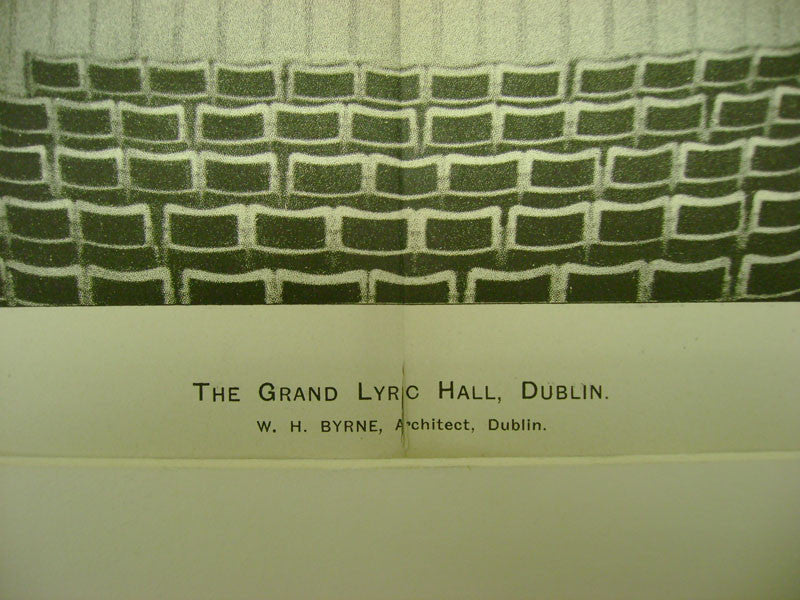 THE GRAND LYRIC HALL, DUBLIN.
W. H. BYRNE, Architect, Dublin.